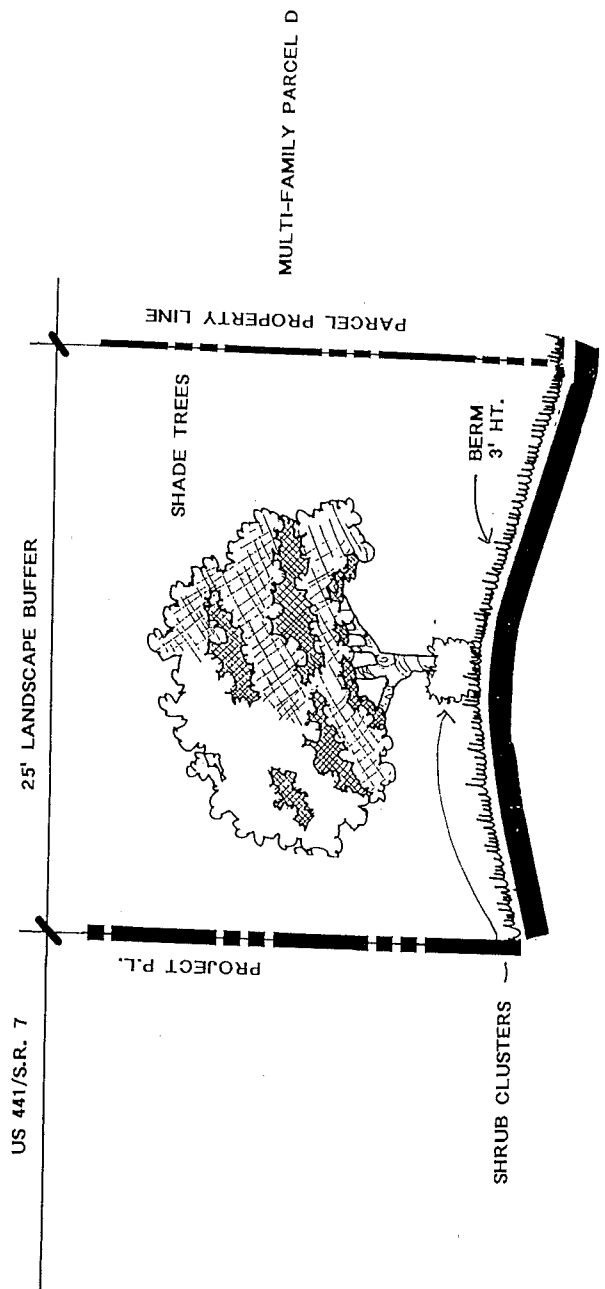 US 441/S.R. 7
25' LANDSCAPE BUFFER
MULTI-FAMILY PARCEL D
PROJECT P.L.
SHADE TREES
PARCEL PROPERTY LINE
SHRUB CLUSTERS
BERM
3' HT.